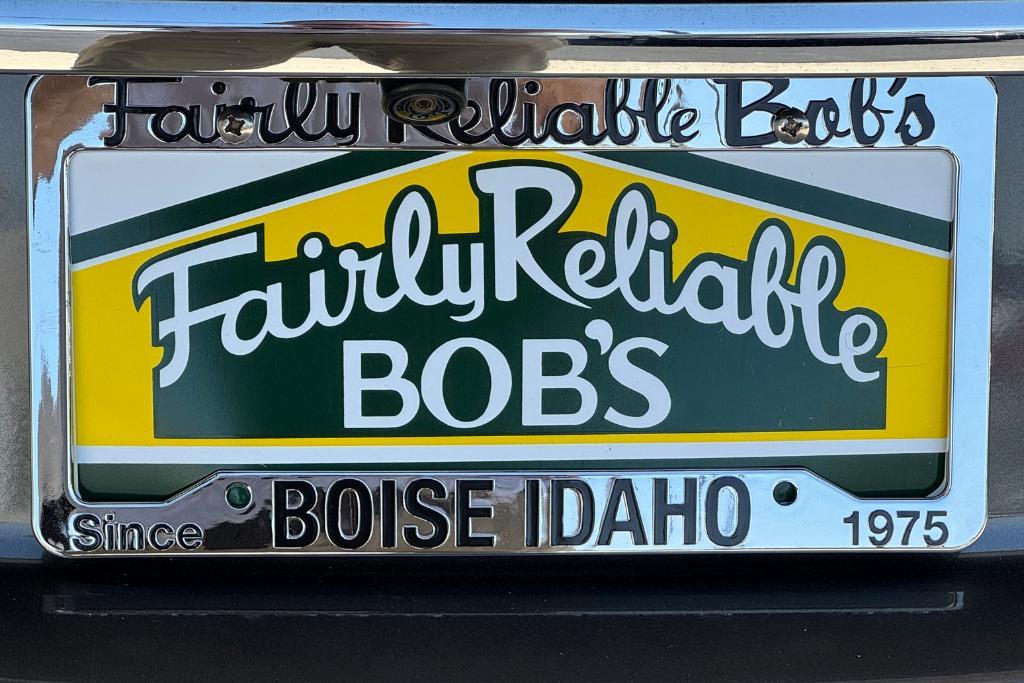 Fairly Reliable Bob's
Fairly Reliable
BOB'S
Since BOISE IDAHO 1975